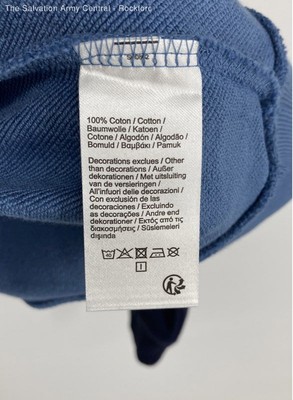 The Salvation Army Central - Rockford
100% Coton / Cotton /
Baumwolle / Katoen /
Cotone / Algodón / Algodão /
Bomuld / Βαμβάκι / Pamuk
Decorations exclues / Other
than decorations / Außer
dekorationen / Met uitsluiting
van de versieringen /
All'infuori delle decorazioni /
Con exclusión de las
decoraciones / Excluindo
as decorações / Andre end
dekorationer / Εκτός από τις
διακοσμήσεις / Süslemeleri
dışında
40
I